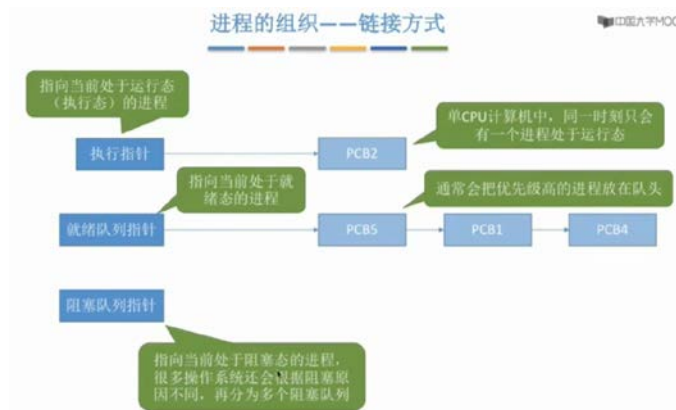 进程的组织——链接方式
中国大学MOOC
指向当前处于运行态
（执行态）的进程
单CPU计算机中，同一时刻只会
有一个进程处于运行态
执行指针
PCB2
指向当前处于就
绪态的进程
通常会把优先级高的进程放在队头
就绪队列指针
PCB5
PCB1
PCB4
阻塞队列指针
指向当前处于阻塞态的进程，
很多操作系统还会根据阻塞原
因不同，再分为多个阻塞队列